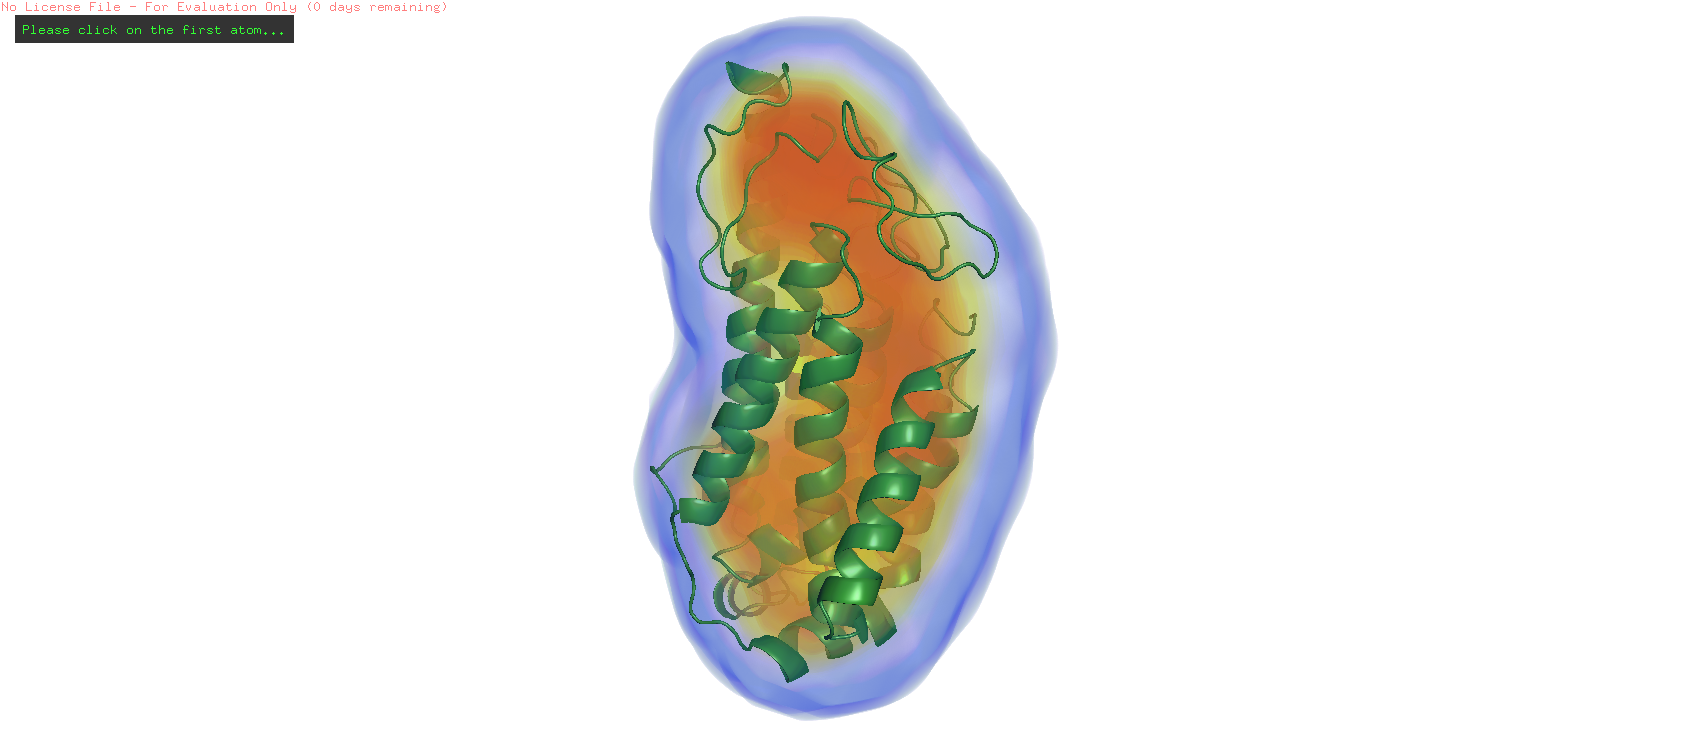 No License File - For Evaluation Only (0 days remaining)
Please click on the first atom...